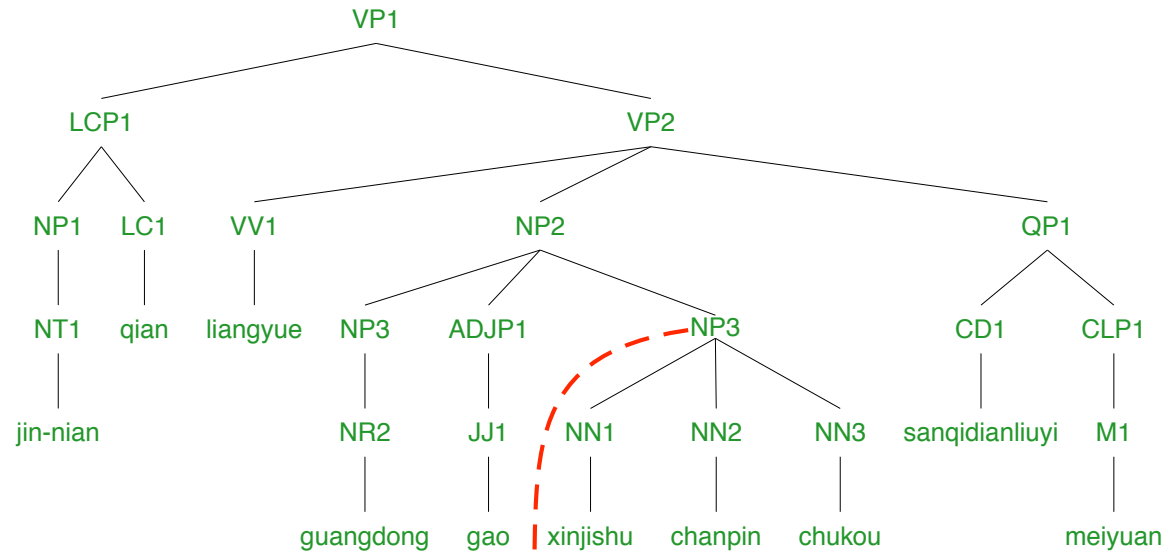 VP1
LCP1 VP2
NP1 LC1 VV1 NP2 QP1
NT1 qian liangyue NP3 ADJP1 NP3 CD1 CLP1
jin-nian NR2 JJ1 NN1 NN2 NN3 sanqidianliuyi M1
guangdong gao xinjishu chanpin chukou meiyuan